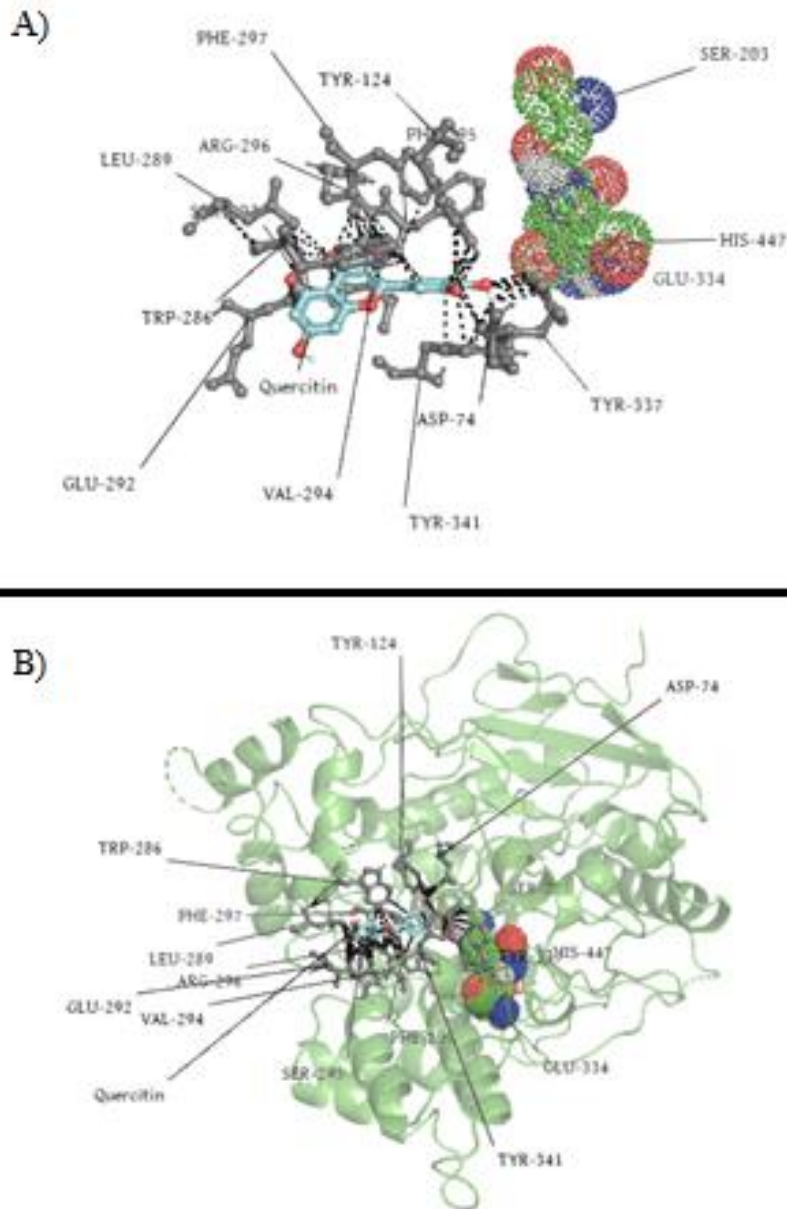 A)
PHE-297
TYR-124
SER-203
ARG-296
LEU-289
HIS-447
GLU-334
TRP-286
Quercitin
TYR-337
ASP-74
GLU-292
VAL-294
TYR-341
B)
TYR-124
ASP-74
TRP-286
PHE-297
HIS-447
LEU-289
ARG-296
GLU-292
VAL-294
GLU-334
SER-293
Quercitin
TYR-341